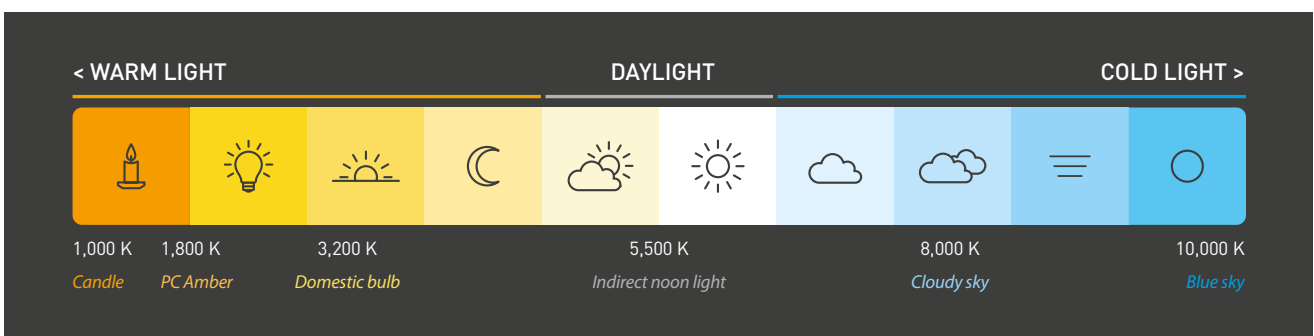 < WARM LIGHT
DAYLIGHT
COLD LIGHT >
1,000 K
1,800 K
3,200 K
5,500 K
8,000 K
10,000 K
Candle
PC Amber
Domestic bulb
Indirect noon light
Cloudy sky
Blue sky